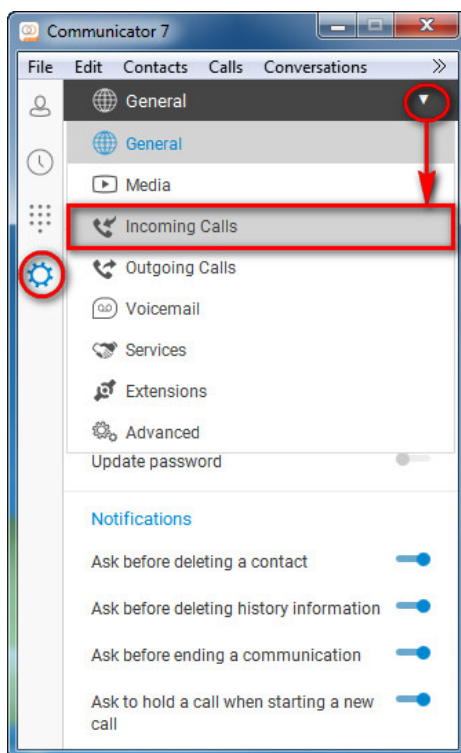 Communicator 7
File Edit Contacts Calls Conversations »
General
General
Media
Incoming Calls
Outgoing Calls
Voicemail
Services
Extensions
Advanced
Update password
Notifications
Ask before deleting a contact
Ask before deleting history information
Ask before ending a communication
Ask to hold a call when starting a new
call